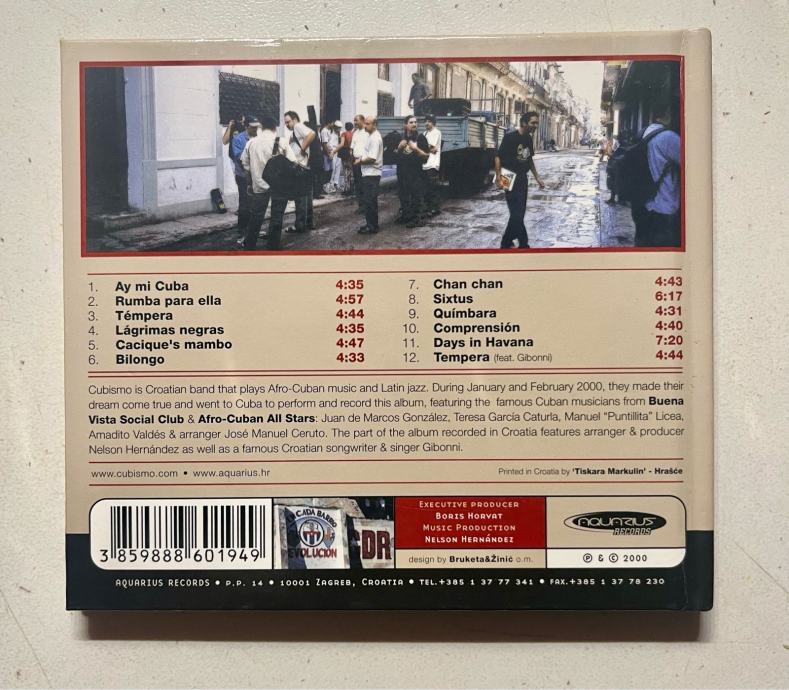 1. Ay mi Cuba 4:35
2. Rumba para ella 4:57
3. Témpera 4:44
4. Lágrimas negras 4:35
5. Cacique's mambo 4:47
6. Bilongo 4:33
7. Chan chan 4:43
8. Sixtus 6:17
9. Químbara 4:31
10. Comprensión 4:40
11. Days in Havana 7:20
12. Tempera (feat. Gibonni) 4:44
Cubismo is Croatian band that plays Afro-Cuban music and Latin jazz. During January and February 2000, they made their
dream come true and went to Cuba to perform and record this album, featuring the famous Cuban musicians from Buena
Vista Social Club & Afro-Cuban All Stars: Juan de Marcos González, Teresa García Caturla, Manuel "Puntillita" Licea,
Amadito Valdés & arranger José Manuel Ceruto. The part of the album recorded in Croatia features arranger & producer
Nelson Hernández as well as a famous Croatian songwriter & singer Gibonni.
www.cubismo.com • www.aquarius.hr
Printed in Croatia by 'Tiskara Markulin' - Hrašće
3 859888 601949
CADA BARRIO
EVOLUCIÓN
CDR
EXECUTIVE PRODUCER
BORIS HORVAT
MUSIC PRODUCTION
NELSON HERNÁNDEZ
design by Bruketa&Žinić o.m.
AQUARIUS
RECORDS
℗ & © 2000
AQUARIUS RECORDS • P.P. 14 • 10001 ZAGREB, CROATIA • TEL.+385 1 37 77 341 • FAX.+385 1 37 78 230